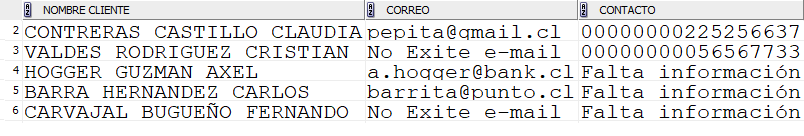 NOMBRE CLIENTE CORREO CONTACTO
2 CONTRERAS CASTILLO CLAUDIA pepita@gmail.cl 00000000225256637
3 VALDES RODRIGUEZ CRISTIAN No Exite e-mail 00000000056567733
4 HOGGER GUZMAN AXEL a.hogger@bank.cl Falta información
5 BARRA HERNANDEZ CARLOS barrita@punto.cl Falta información
6 CARVAJAL BUGUEÑO FERNANDO No Exite e-mail Falta información